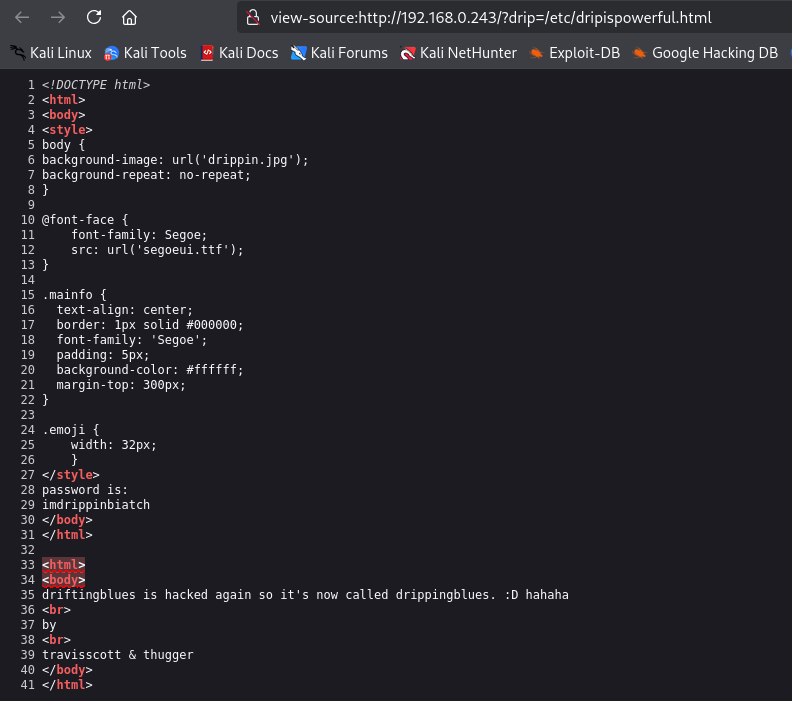 view-source:http://192.168.0.243/?drip=/etc/dripispowerful.html
Kali Linux Kali Tools Kali Docs Kali Forums Kali NetHunter Exploit-DB Google Hacking DB
1 <!DOCTYPE html>
2 <html>
3 <body>
4 <style>
5 body {
6 background-image: url('drippin.jpg');
7 background-repeat: no-repeat;
8 }
9
10 @font-face {
11     font-family: Segoe;
12     src: url('segoeui.ttf');
13 }
14
15 .mainfo {
16   text-align: center;
17   border: 1px solid #000000;
18   font-family: 'Segoe';
19   padding: 5px;
20   background-color: #ffffff;
21   margin-top: 300px;
22 }
23
24 .emoji {
25     width: 32px;
26     }
27 </style>
28 password is:
29 imdrippinbiatch
30 </body>
31 </html>
32
33 <html>
34 <body>
35 driftingblues is hacked again so it's now called drippingblues. :D hahaha
36 <br>
37 by
38 <br>
39 travisscott & thugger
40 </body>
41 </html>